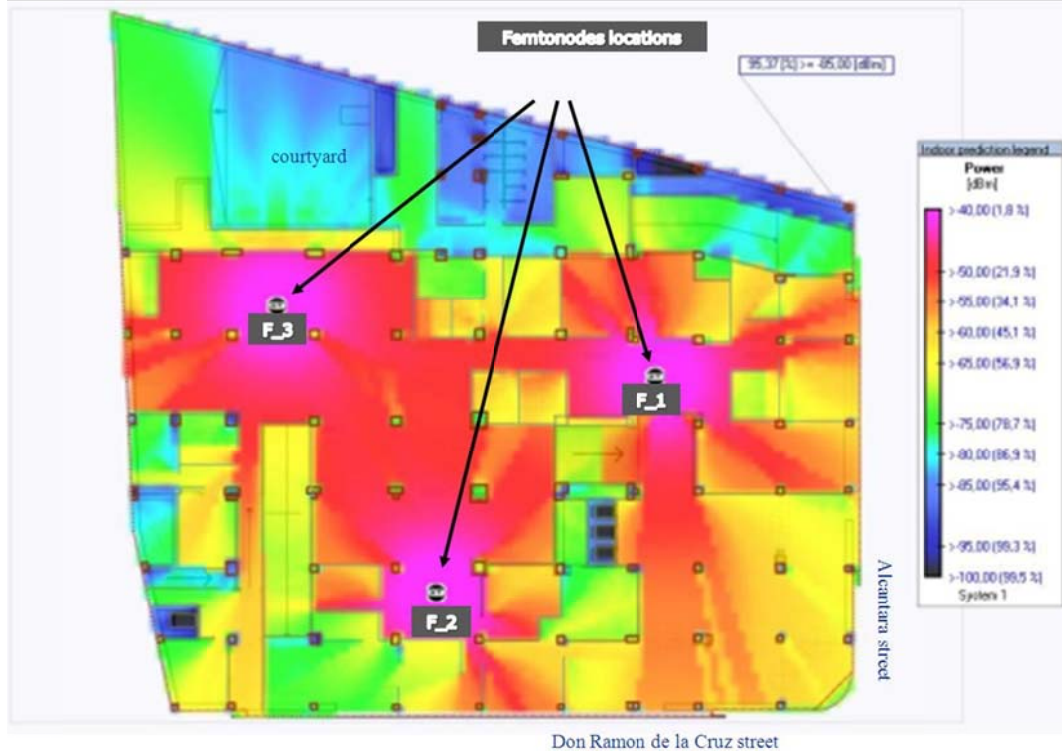 Femtonodes locations
95,37 [%] >= -85,00 [dBm]
courtyard
F_3
F_1
F_2
Indoor prediction legend
Power
[dBm]
>-40,00 (1,8 %)
>-50,00 (21,9 %)
>-55,00 (34,1 %)
>-60,00 (45,1 %)
>-65,00 (56,9 %)
>-75,00 (78,7 %)
>-80,00 (86,9 %)
>-85,00 (95,4 %)
>-95,00 (99,3 %)
>-100,00 (99,5 %)
System 1
Alcantara street
Don Ramon de la Cruz street